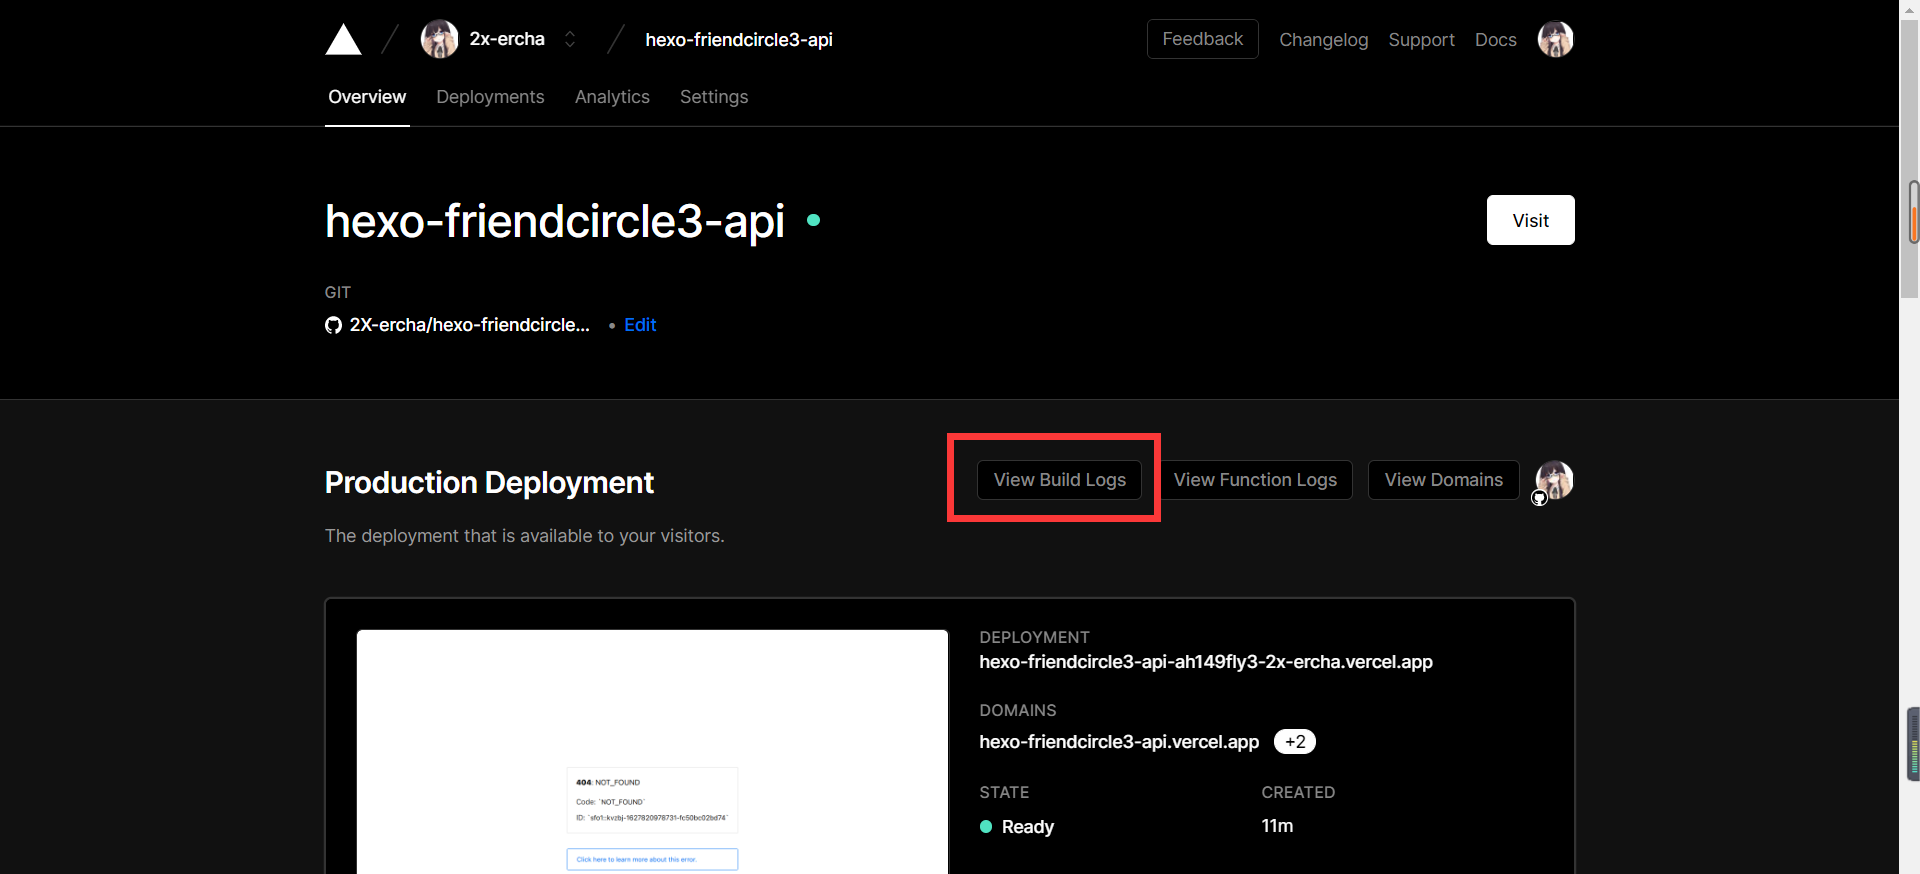 2x-ercha
hexo-friendcircle3-api
Feedback
Changelog
Support
Docs
Overview
Deployments
Analytics
Settings
hexo-friendcircle3-api
Visit
GIT
2X-ercha/hexo-friendcircle...
• Edit
Production Deployment
View Build Logs
View Function Logs
View Domains
The deployment that is available to your visitors.
DEPLOYMENT
hexo-friendcircle3-api-ah149fly3-2x-ercha.vercel.app
DOMAINS
hexo-friendcircle3-api.vercel.app +2
STATE
CREATED
Ready
11m
404: NOT_FOUND
Code: `NOT_FOUND`
ID: `sfo1::kvzbj-1627820978731-fc50bc02bd74`
Click here to learn more about this error.